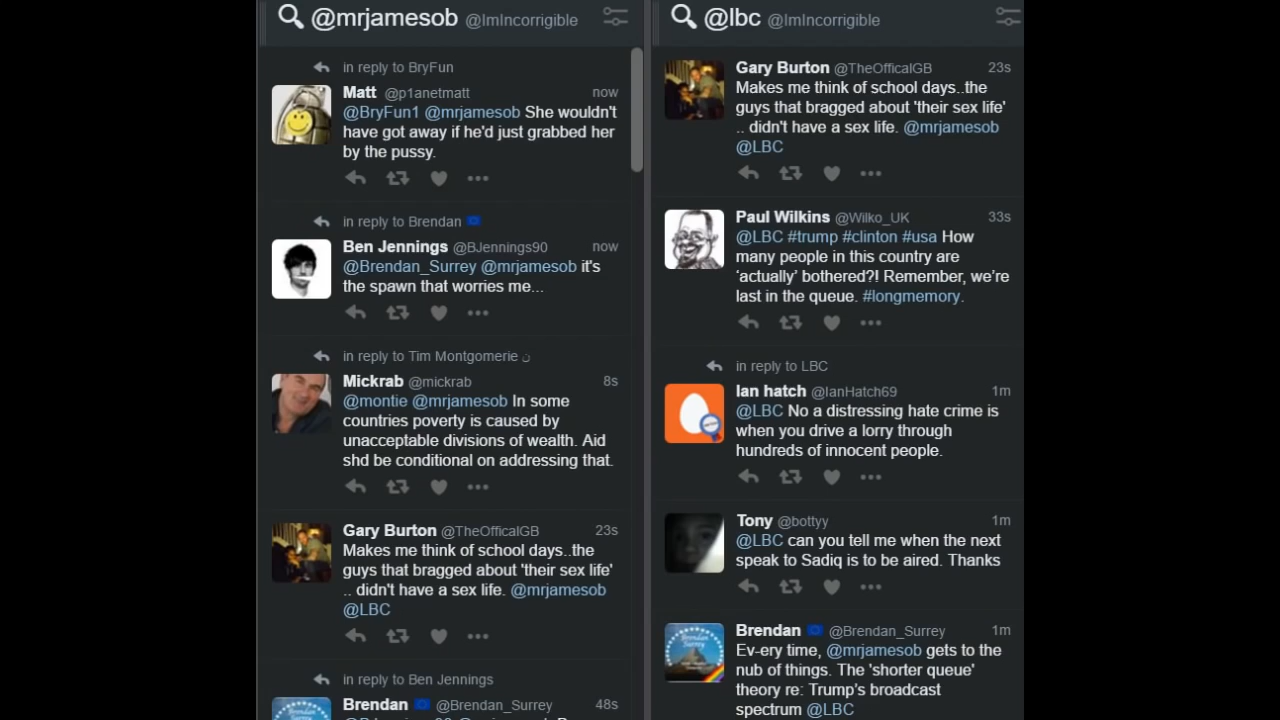 @mrjamesob @ImIncorrigible
in reply to BryFun
Matt @p1anetmatt now
@BryFun1 @mrjamesob She wouldn't
have got away if he'd just grabbed her
by the pussy.
in reply to Brendan
Ben Jennings @BJennings90 now
@Brendan_Surrey @mrjamesob it's
the spawn that worries me...
in reply to Tim Montgomerie ن
Mickrab @mickrab 8s
@montie @mrjamesob In some
countries poverty is caused by
unacceptable divisions of wealth. Aid
shd be conditional on addressing that.
Gary Burton @TheOfficalGB 23s
Makes me think of school days..the
guys that bragged about 'their sex life'
.. didn't have a sex life. @mrjamesob
@LBC
in reply to Ben Jennings
Brendan @Brendan_Surrey 48s
@lbc @ImIncorrigible
Gary Burton @TheOfficalGB 23s
Makes me think of school days..the
guys that bragged about 'their sex life'
.. didn't have a sex life. @mrjamesob
@LBC
Paul Wilkins @Wilko_UK 33s
@LBC #trump #clinton #usa How
many people in this country are
‘actually’ bothered?! Remember, we’re
last in the queue. #longmemory.
in reply to LBC
Ian hatch @IanHatch69 1m
@LBC No a distressing hate crime is
when you drive a lorry through
hundreds of innocent people.
Tony @bottyy 1m
@LBC can you tell me when the next
speak to Sadiq is to be aired. Thanks
Brendan @Brendan_Surrey 1m
Brendan
Surrey
Ev-ery time, @mrjamesob gets to the
nub of things. The 'shorter queue'
theory re: Trump's broadcast
spectrum @LBC